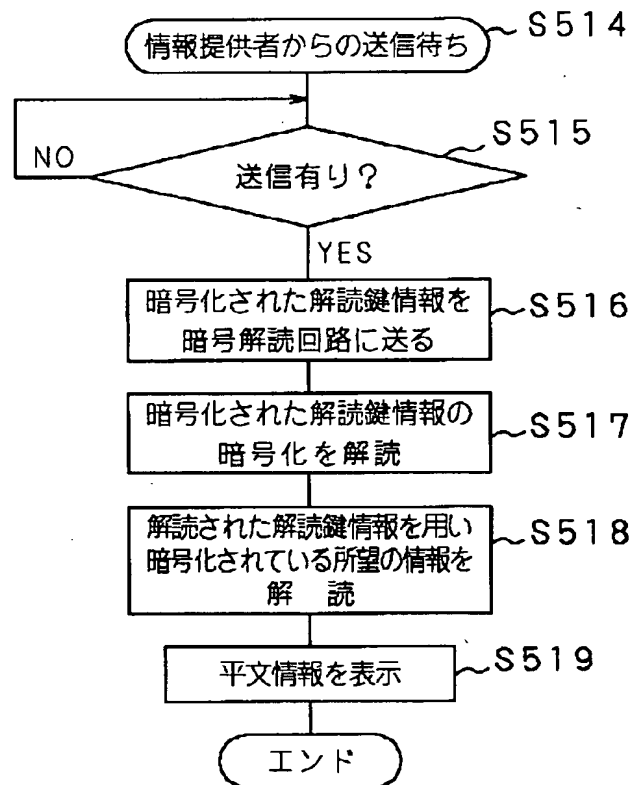 情報提供者からの送信待ち
S514
S515
NO
送信有り?
YES
暗号化された解読鍵情報を
暗号解読回路に送る
S516
暗号化された解読鍵情報の
暗号化を解読
S517
解読された解読鍵情報を用い
暗号化されている所望の情報を
解 読
S518
平文情報を表示
S519
エンド